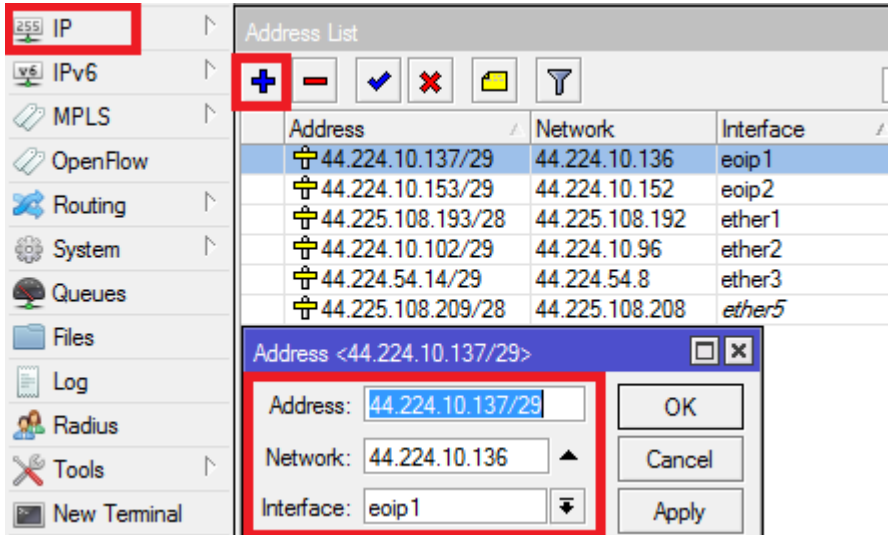 255 IP
v6 IPv6
MPLS
OpenFlow
Routing
System
Queues
Files
Log
Radius
Tools
New Terminal
Address List
Address Network Interface
44.224.10.137/29 44.224.10.136 eoip1
44.224.10.153/29 44.224.10.152 eoip2
44.225.108.193/28 44.225.108.192 ether1
44.224.10.102/29 44.224.10.96 ether2
44.224.54.14/29 44.224.54.8 ether3
44.225.108.209/28 44.225.108.208 ether5
Address <44.224.10.137/29>
Address: 44.224.10.137/29 OK
Network: 44.224.10.136 Cancel
Interface: eoip1 Apply